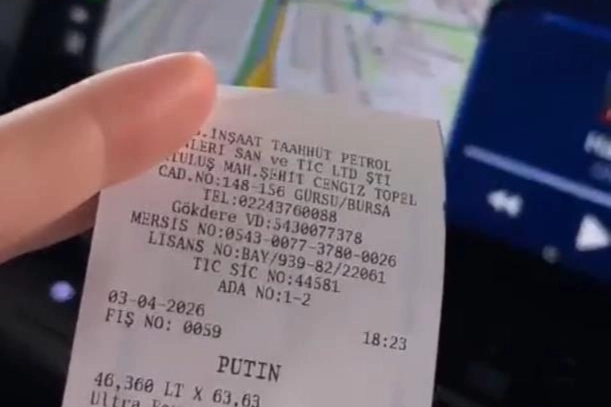 İNŞAAT TAAHHÜT PETROL
SAN ve TİC LTD ŞTİ
MAH.ŞEHİT CENGİZ TOPEL
CAD.NO:148-156 GÜRSU/BURSA
TEL:02243760088
Gökdere VD:5430077378
MERSİS NO:0543-0077-3780-0026
LİSANS NO:BAY/939-82/22061
TİC SİC NO:44581
ADA NO:1-2
03-04-2026 18:23
FİŞ NO: 0059
PUTIN
46,360 LT X 63,63
Ultra